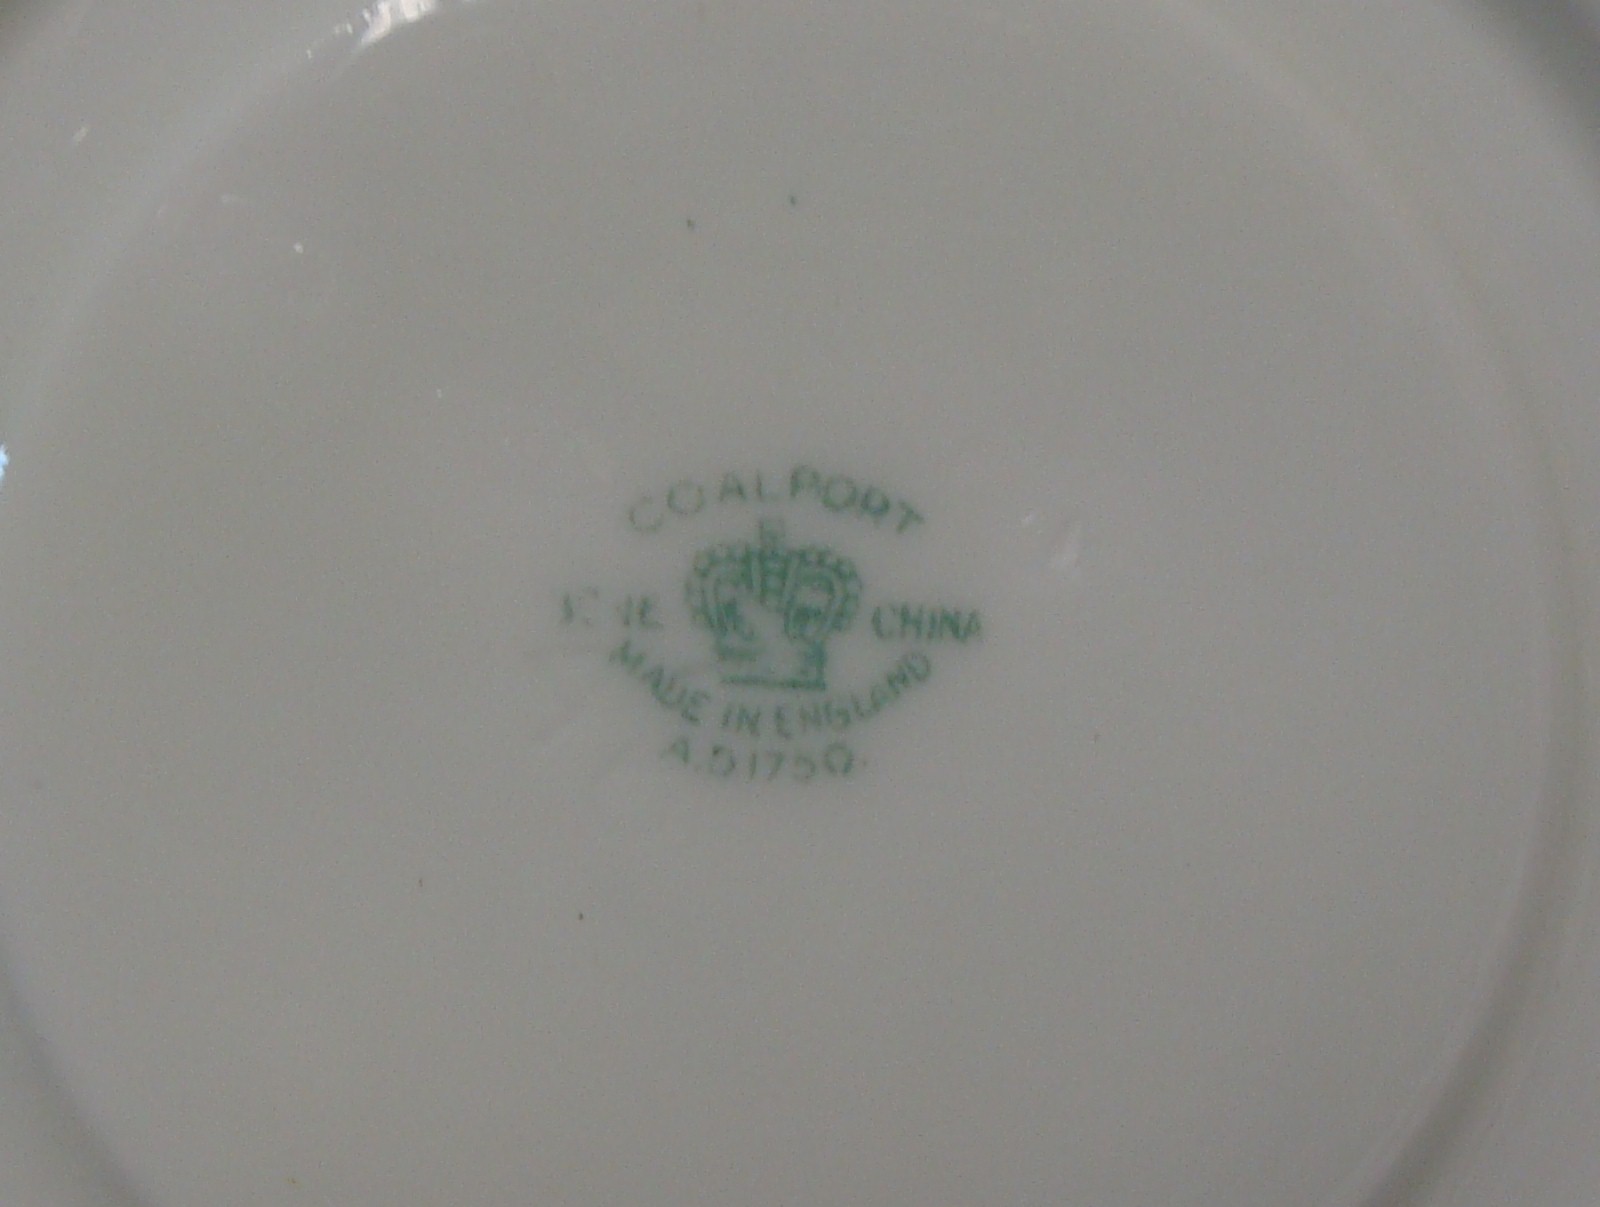 COALPORT
CHINA
MADE IN ENGLAND
A.D 1750.